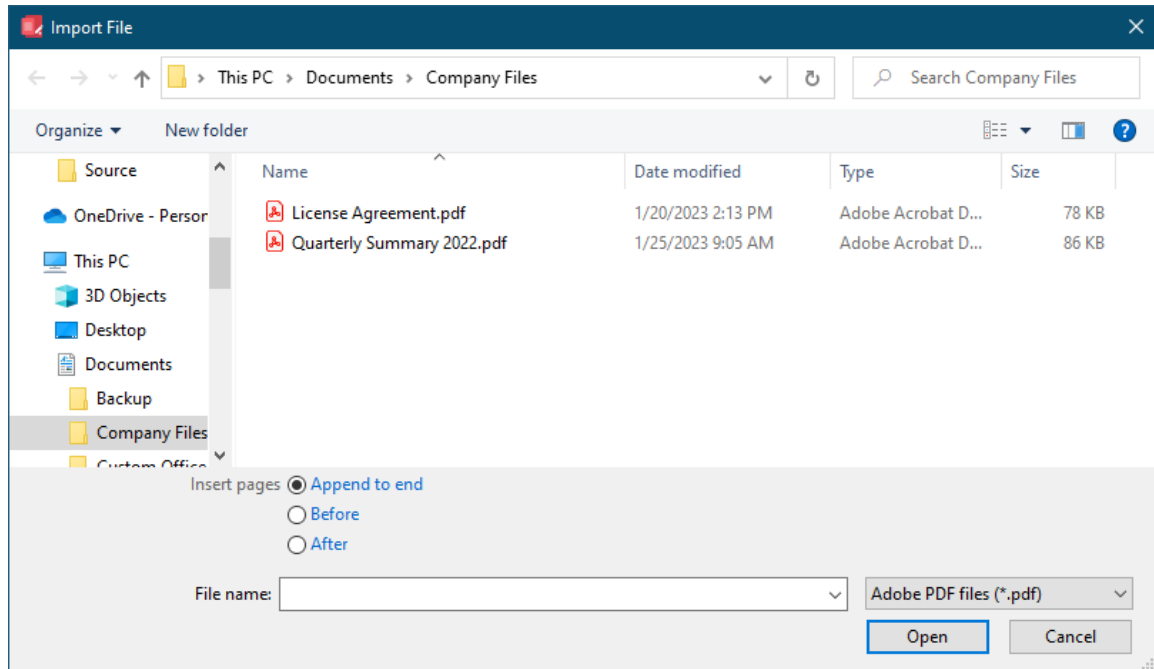 Import File
This PC > Documents > Company Files
Search Company Files
Organize
New folder
Source
OneDrive - Person
This PC
3D Objects
Desktop
Documents
Backup
Company Files
Custom Office
Name Date modified Type Size
License Agreement.pdf 1/20/2023 2:13 PM Adobe Acrobat D... 78 KB
Quarterly Summary 2022.pdf 1/25/2023 9:05 AM Adobe Acrobat D... 86 KB
Insert pages Append to end
Before
After
File name:
Adobe PDF files (*.pdf)
Open Cancel